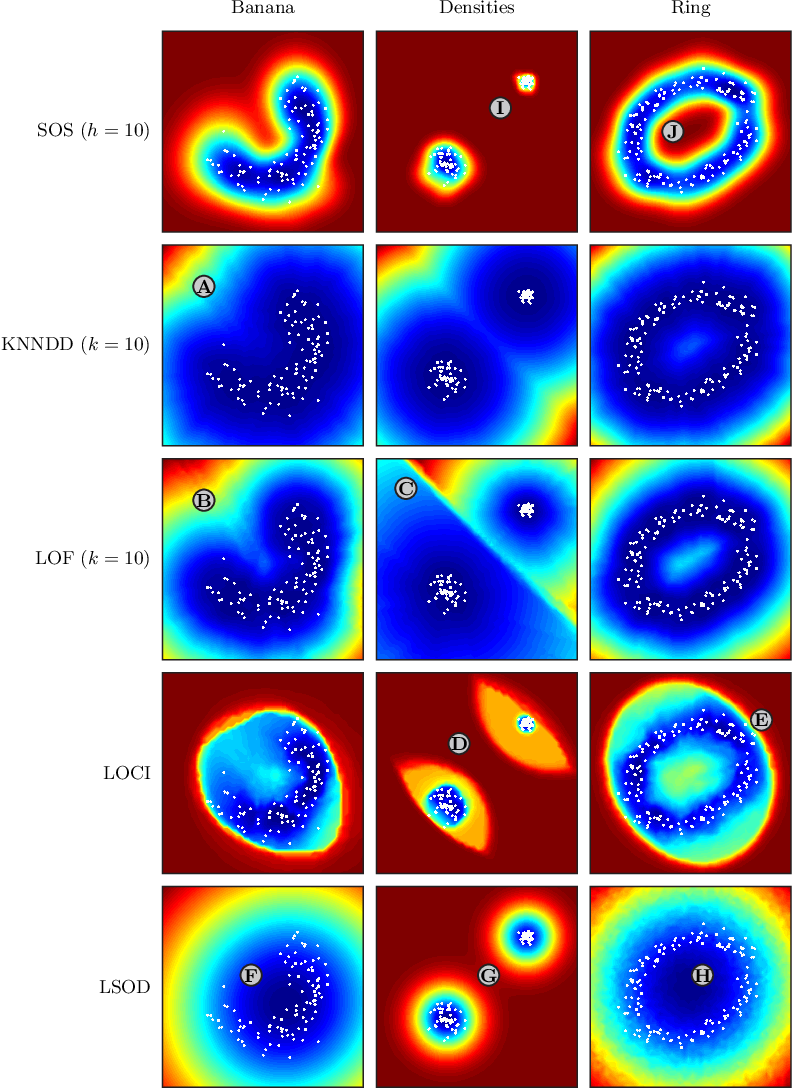 Banana Densities Ring
SOS (h = 10)
I
J
KNNDD (k = 10)
A
LOF (k = 10)
B
C
LOCI
D
E
LSOD
F
G
H